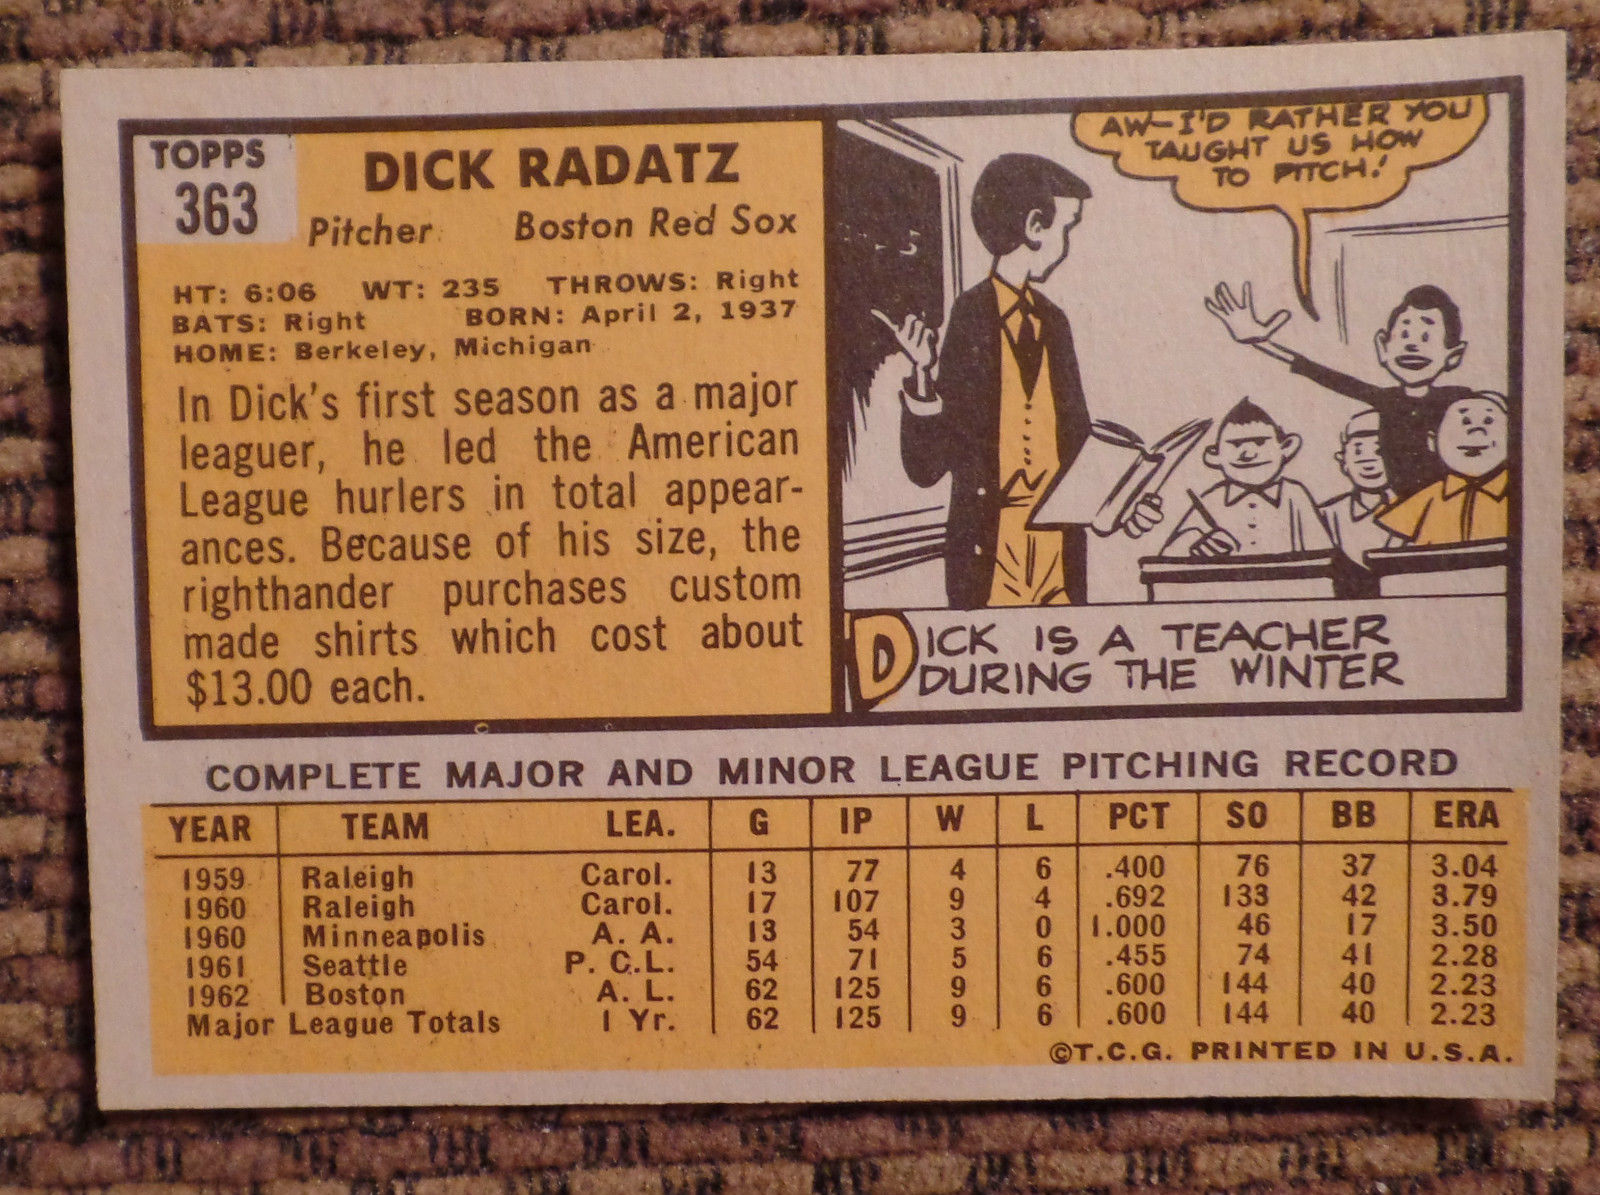 TOPPS
363
DICK RADATZ
Pitcher Boston Red Sox
HT: 6:06 WT: 235 THROWS: Right
BATS: Right BORN: April 2, 1937
HOME: Berkeley, Michigan
In Dick's first season as a major
leaguer, he led the American
League hurlers in total appear-
ances. Because of his size, the
righthander purchases custom
made shirts which cost about
$13.00 each.
AW-I'D RATHER YOU
TAUGHT US HOW
TO PITCH!
DICK IS A TEACHER
DURING THE WINTER
COMPLETE MAJOR AND MINOR LEAGUE PITCHING RECORD
YEAR TEAM LEA. G IP W L PCT SO BB ERA
1959 Raleigh Carol. 13 77 4 6 .400 76 37 3.04
1960 Raleigh Carol. 17 107 9 4 .692 133 42 3.79
1960 Minneapolis A. A. 13 54 3 0 1.000 46 17 3.50
1961 Seattle P. C.L. 54 71 5 6 .455 74 41 2.28
1962 Boston A. L. 62 125 9 6 .600 144 40 2.23
Major League Totals 1 Yr. 62 125 9 6 .600 144 40 2.23
©T.C.G. PRINTED IN U.S.A.